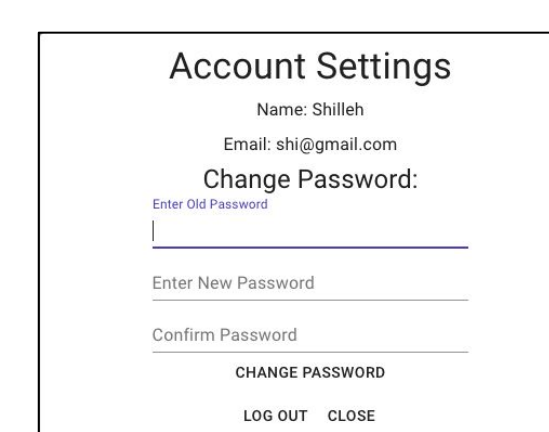 Account Settings
Name: Shilleh
Email: shi@gmail.com
Change Password:
Enter Old Password
Enter New Password
Confirm Password
CHANGE PASSWORD
LOG OUT CLOSE